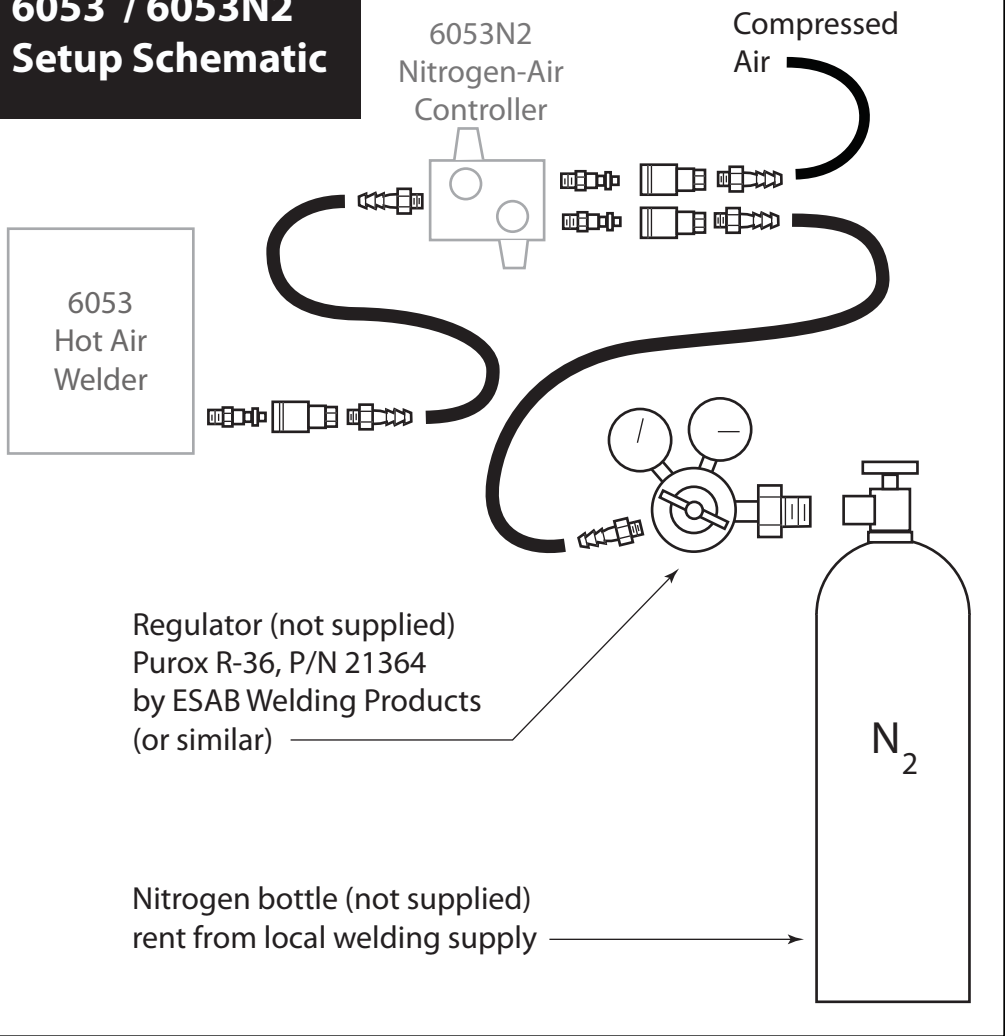 6053 / 6053N2
Setup Schematic
6053N2
Nitrogen-Air
Controller
Compressed
Air
6053
Hot Air
Welder
Regulator (not supplied)
Purox R-36, P/N 21364
by ESAB Welding Products
(or similar)
N2
Nitrogen bottle (not supplied)
rent from local welding supply